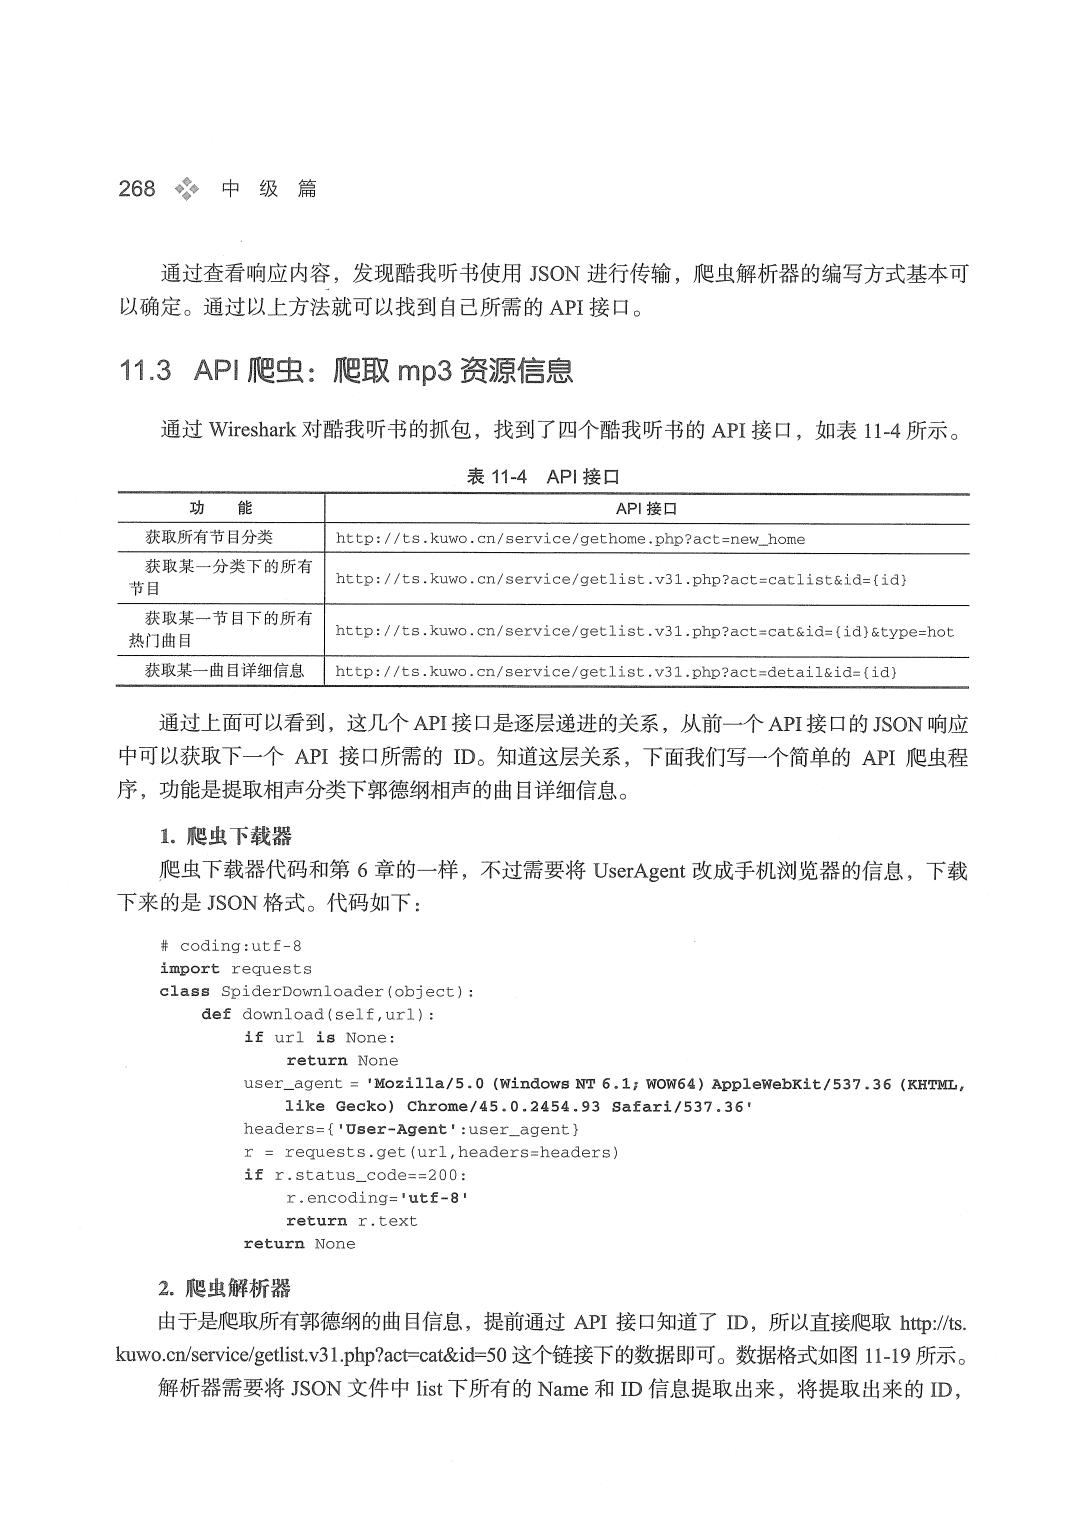 268 中 级 篇
通过查看响应内容，发现酷我听书使用 JSON 进行传输，爬虫解析器的编写方式基本可
以确定。通过以上方法就可以找到自己所需的 API 接口。
11.3 API 爬虫：爬取 mp3 资源信息
通过 Wireshark 对酷我听书的抓包，找到了四个酷我听书的 API 接口，如表 11-4 所示。
表 11-4 API 接口
功 能 API 接口
获取所有节目分类 http://ts.kuwo.cn/service/gethome.php?act=new_home
获取某一分类下的所有
节目 http://ts.kuwo.cn/service/getlist.v31.php?act=catlist&id={id}
获取某一节目下的所有
热门曲目 http://ts.kuwo.cn/service/getlist.v31.php?act=cat&id={id}&type=hot
获取某一曲目详细信息 http://ts.kuwo.cn/service/getlist.v31.php?act=detail&id={id}
通过上面可以看到，这几个 API 接口是逐层递进的关系，从前一个 API 接口的 JSON 响应
中可以获取下一个 API 接口所需的 ID。知道这层关系，下面我们写一个简单的 API 爬虫程
序，功能是提取相声分类下郭德纲相声的曲目详细信息。
1. 爬虫下载器
爬虫下载器代码和第 6 章的一样，不过需要将 UserAgent 改成手机浏览器的信息，下载
下来的是 JSON 格式。代码如下：
# coding:utf-8
import requests
class SpiderDownloader(object):
def download(self,url):
if url is None:
return None
user_agent = 'Mozilla/5.0 (Windows NT 6.1; WOW64) AppleWebKit/537.36 (KHTML,
like Gecko) Chrome/45.0.2454.93 Safari/537.36'
headers={'User-Agent':user_agent}
r = requests.get(url,headers=headers)
if r.status_code==200:
r.encoding='utf-8'
return r.text
return None
2. 爬虫解析器
由于是爬取所有郭德纲的曲目信息，提前通过 API 接口知道了 ID，所以直接爬取 http://ts.
kuwo.cn/service/getlist.v31.php?act=cat&id=50 这个链接下的数据即可。数据格式如图 11-19 所示。
解析器需要将 JSON 文件中 list 下所有的 Name 和 ID 信息提取出来，将提取出来的 ID，